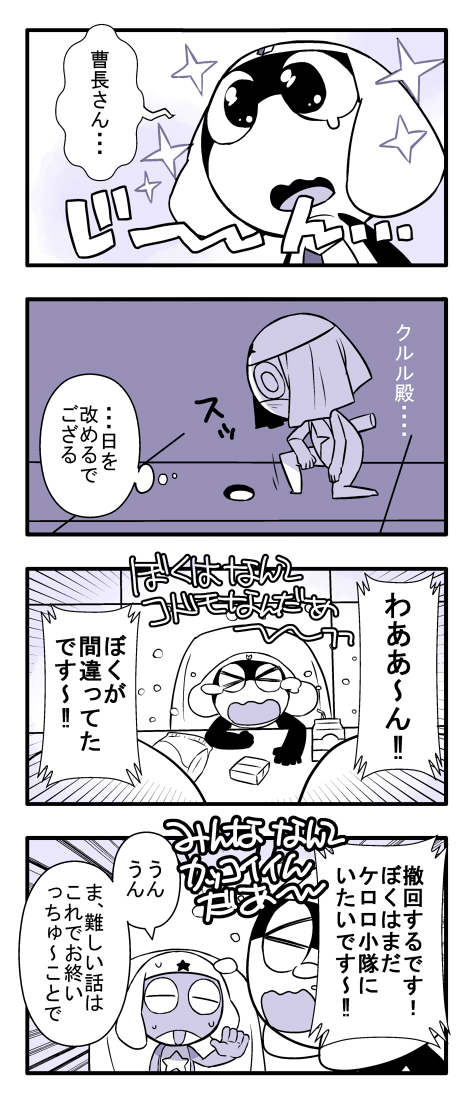 曹長さん・・・
じ～～ん・・・
クルル殿・・・・
スッ
・・日を
改めるで
ござる
わああ～ん!!
ぼくはなんて
コドモなんだぁ
～～っ
ぼくが
間違ってた
です～!!
撤回するです!
ぼくはまだ
ケロロ小隊に
いたいです～!!
みんななんて
カッコイイん
だぁ～
うん
うん
ま、難しい話は
これでお終い
っちゅ～ことで